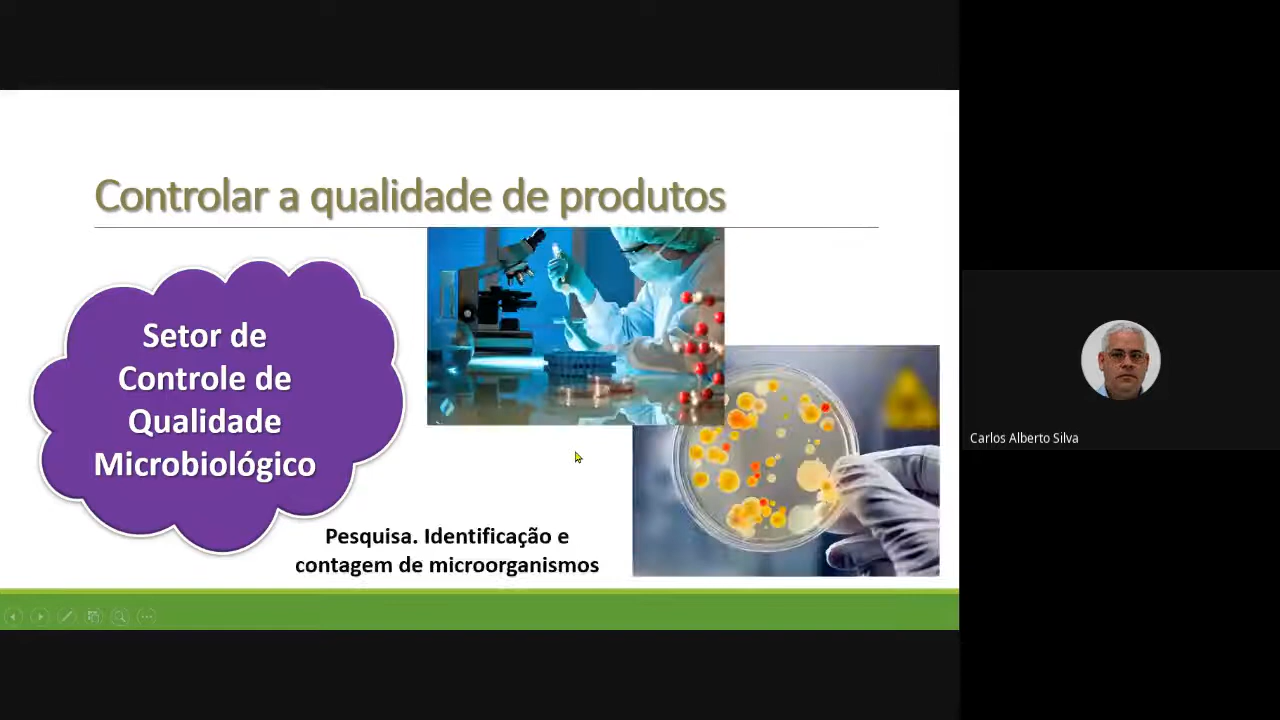 Controlar a qualidade de produtos
Setor de
Controle de
Qualidade
Microbiológico
Pesquisa. Identificação e
contagem de microorganismos
Carlos Alberto Silva